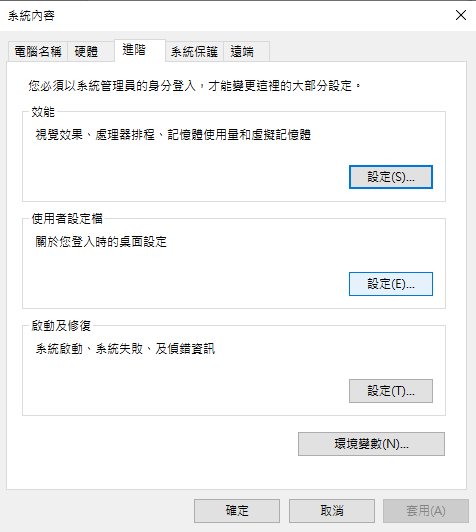 系統內容
電腦名稱 硬體 進階 系統保護 遠端
您必須以系統管理員的身分登入，才能變更這裡的大部分設定。
效能
視覺效果、處理器排程、記憶體使用量和虛擬記憶體
設定(S)...
使用者設定檔
關於您登入時的桌面設定
設定(E)...
啟動及修復
系統啟動、系統失敗、及偵錯資訊
設定(T)...
環境變數(N)...
確定 取消 套用(A)